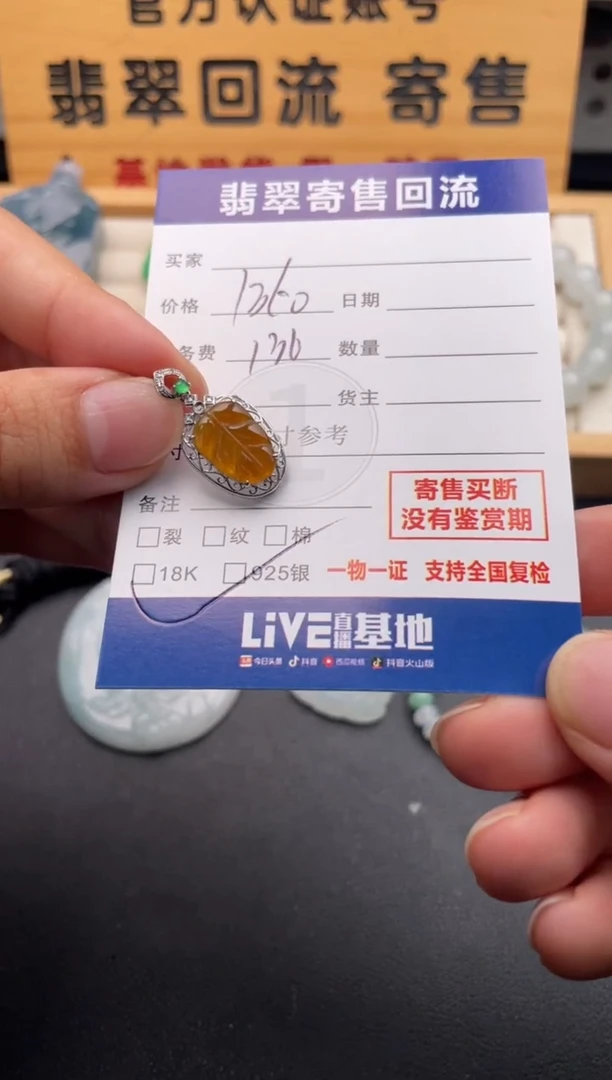 官方认证账号
翡翠回流 寄售
翡翠寄售回流
买家
价格 1360 日期
务费 136 数量
货主
寸参考
备注
寄售买断
没有鉴赏期
裂 纹 棉
18K 925银 一物一证 支持全国复检
LiVE直播基地
今日头条 抖音 西瓜视频 抖音火山版